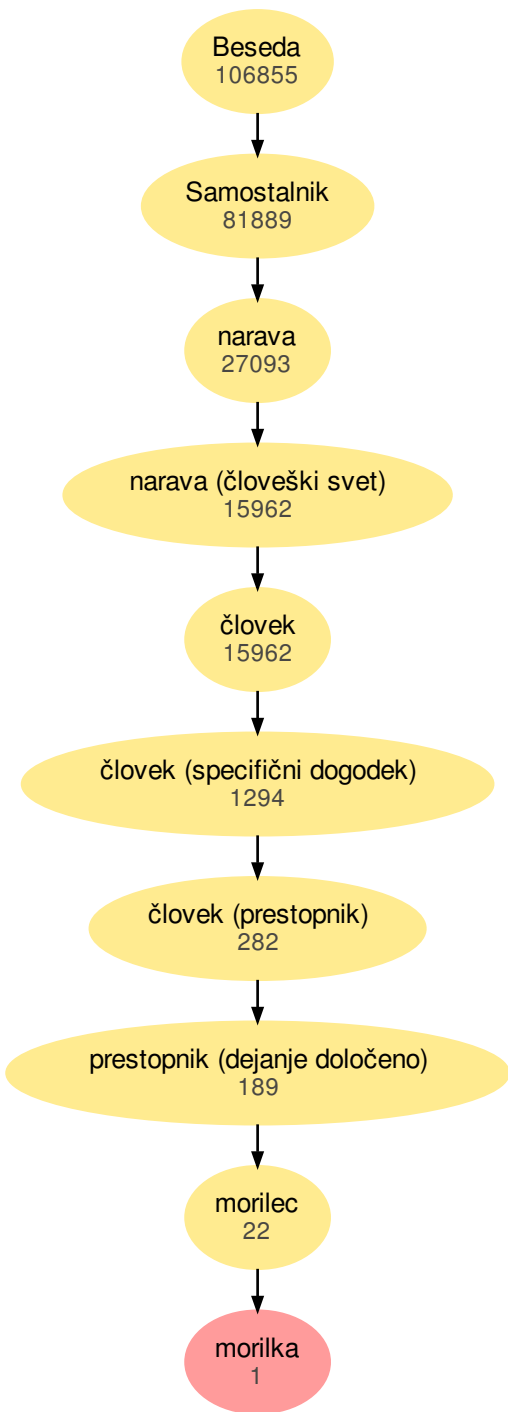 Beseda
106855
Samostalnik
81889
narava
27093
narava (človeški svet)
15962
človek
15962
človek (specifični dogodek)
1294
človek (prestopnik)
282
prestopnik (dejanje določeno)
189
morilec
22
morilka
1